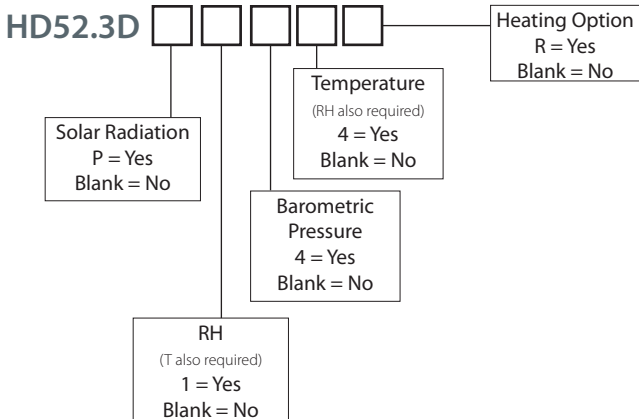 HD52.3D
Heating Option
R = Yes
Blank = No
Temperature
(RH also required)
4 = Yes
Blank = No
Solar Radiation
P = Yes
Blank = No
Barometric
Pressure
4 = Yes
Blank = No
RH
(T also required)
1 = Yes
Blank = No